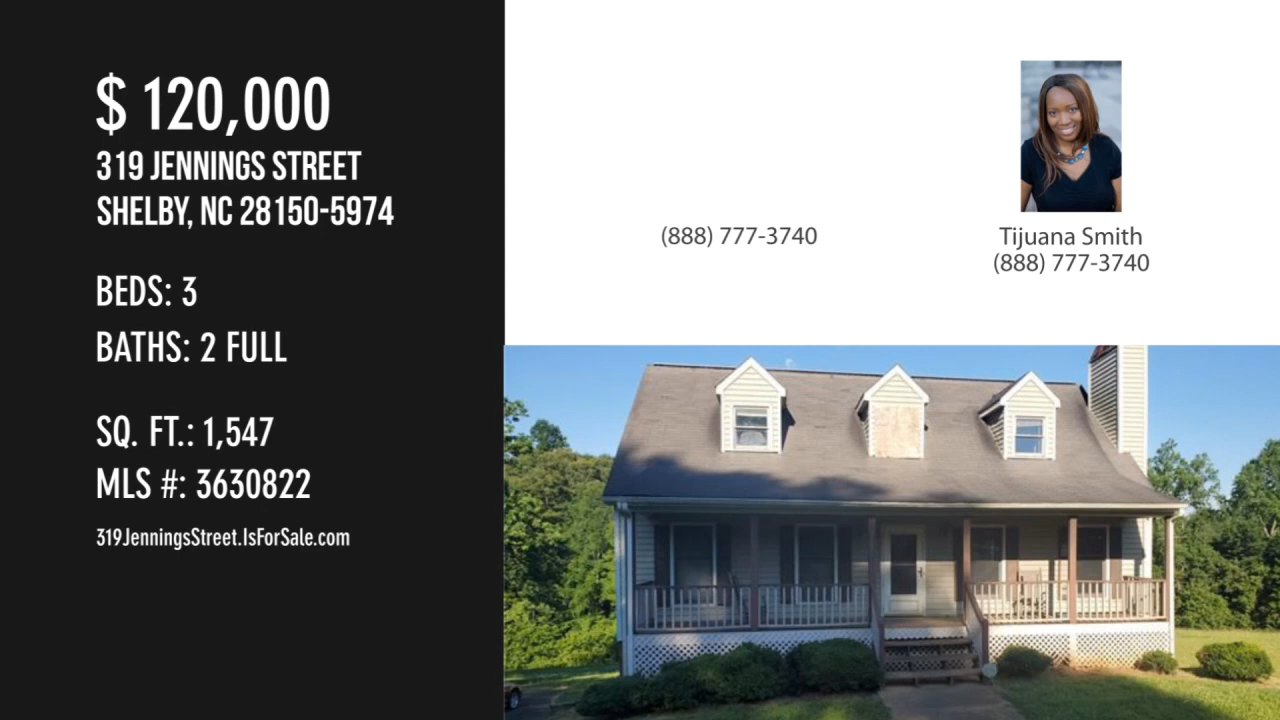 $ 120,000
319 JENNINGS STREET
SHELBY, NC 28150-5974
BEDS: 3
BATHS: 2 FULL
SQ. FT.: 1,547
MLS #: 3630822
319JenningsStreet.IsForSale.com
(888) 777-3740
Tijuana Smith
(888) 777-3740